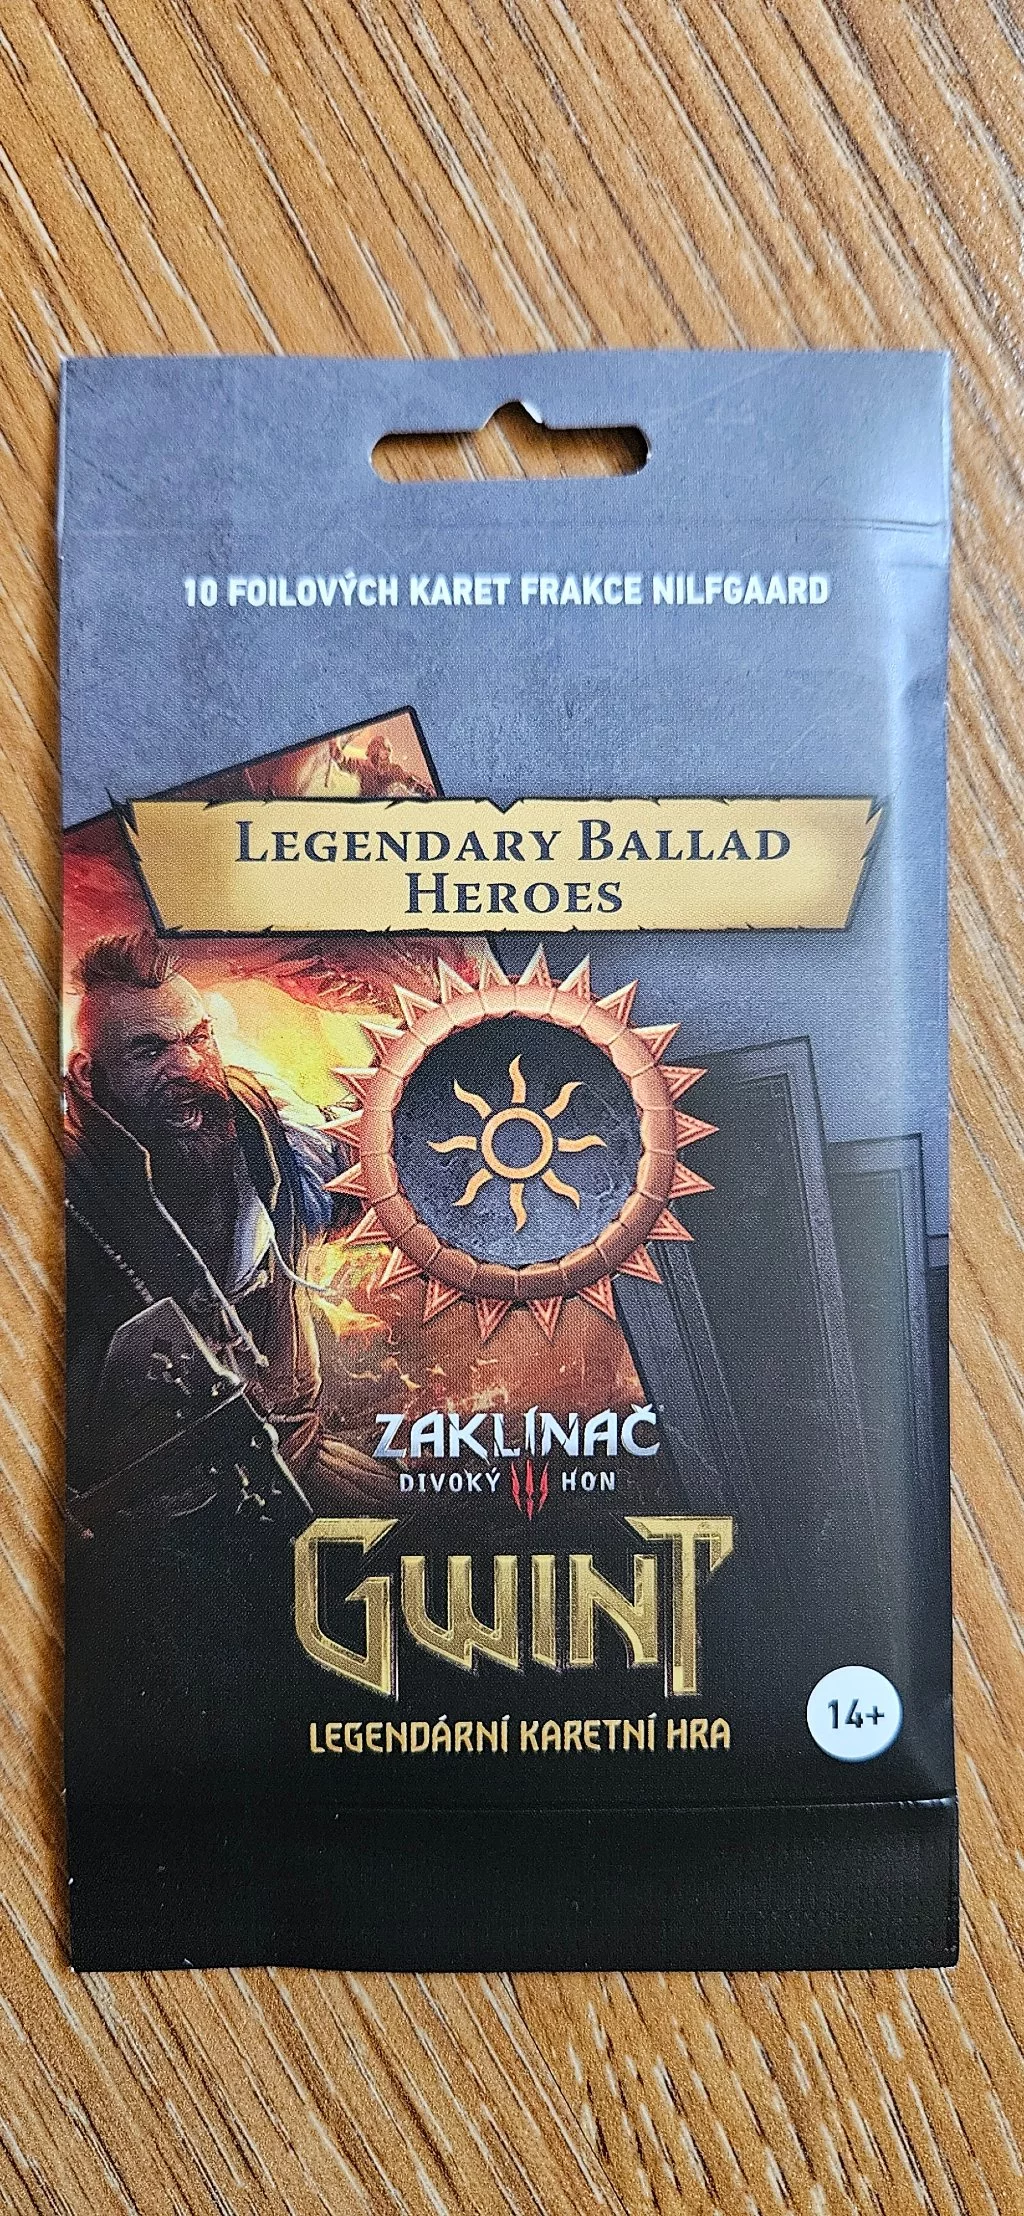 10 FOILOVÝCH KARET FRAKCE NILFGAARD
LEGENDARY BALLAD
HEROES
ZAKLÍNAČ
DIVOKÝ HON
GWINT
LEGENDÁRNÍ KARETNÍ HRA
14+